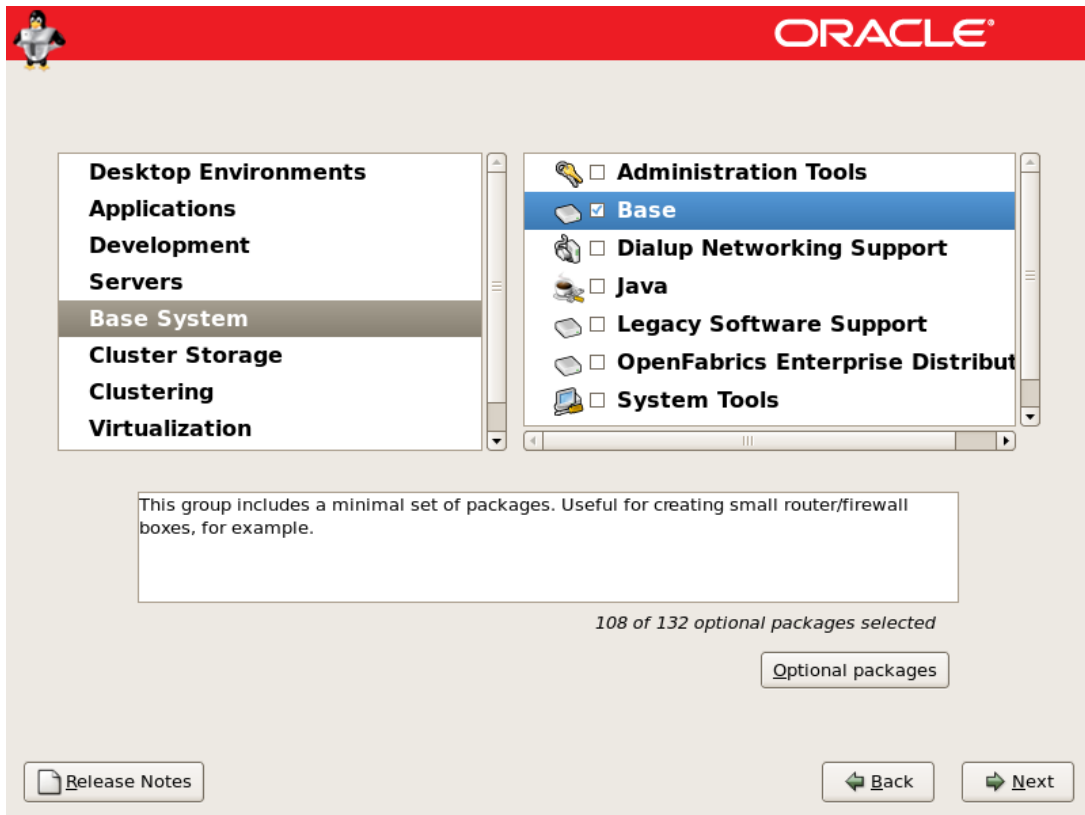 ORACLE®
Desktop Environments
Applications
Development
Servers
Base System
Cluster Storage
Clustering
Virtualization
Administration Tools
Base
Dialup Networking Support
Java
Legacy Software Support
OpenFabrics Enterprise Distribut
System Tools
This group includes a minimal set of packages. Useful for creating small router/firewall
boxes, for example.
108 of 132 optional packages selected
Optional packages
Release Notes
Back
Next